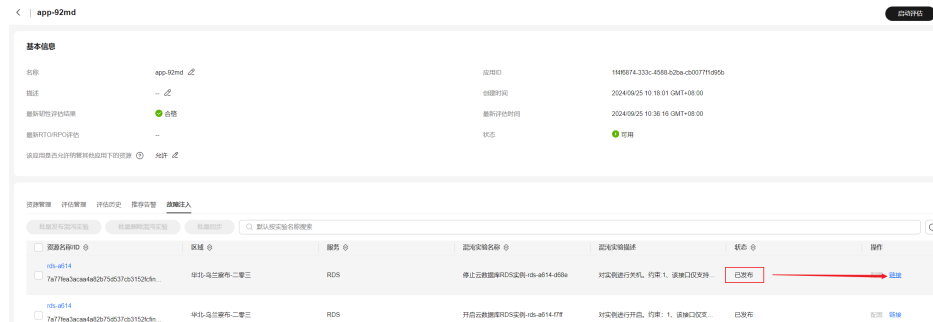 app-92md
启动评估
基本信息
名称 app-92md 应用ID 1f4f6874-333c-4588-b2ba-cb0077f1d95b
描述 -- 创建时间 2024/09/25 10:18:01 GMT+08:00
最新韧性评估结果 合格 最新评估时间 2024/09/25 10:36:16 GMT+08:00
最新RTO/RPO评估 -- 状态 可用
该应用是否允许纳管其他应用下的资源 允许
资源管理 评估管理 评估历史 推荐告警 故障注入
批量发布混沌实验 批量删除混沌实验 批量同步 默认按实验名称搜索
资源名称/ID 区域 服务 混沌实验名称 混沌实验描述 状态 操作
rds-a614
7a77fea3acaa4a82b75d537cb3152fcfin... 华北-乌兰察布-二零三 RDS 停止云数据库RDS实例-rds-a614-d68e 对实例进行关机。约束:1、该接口仅支持... 已发布 链接
rds-a614
7a77fea3acaa4a82b75d537cb3152fcfin... 华北-乌兰察布-二零三 RDS 开启云数据库RDS实例-rds-a614-f7ff 对实例进行开启。约束:1、该接口仅支... 已发布 配置 链接